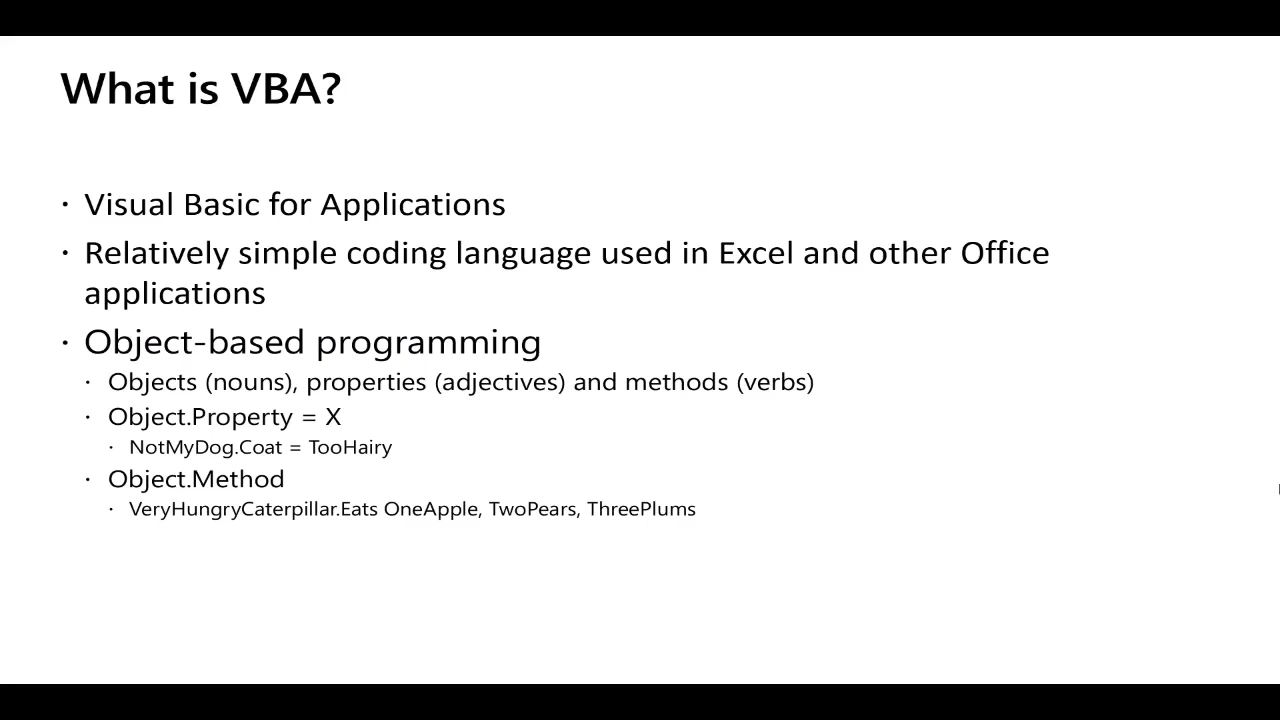 What is VBA?
· Visual Basic for Applications
· Relatively simple coding language used in Excel and other Office
applications
· Object-based programming
· Objects (nouns), properties (adjectives) and methods (verbs)
· Object.Property = X
· NotMyDog.Coat = TooHairy
· Object.Method
· VeryHungryCaterpillar.Eats OneApple, TwoPears, ThreePlums